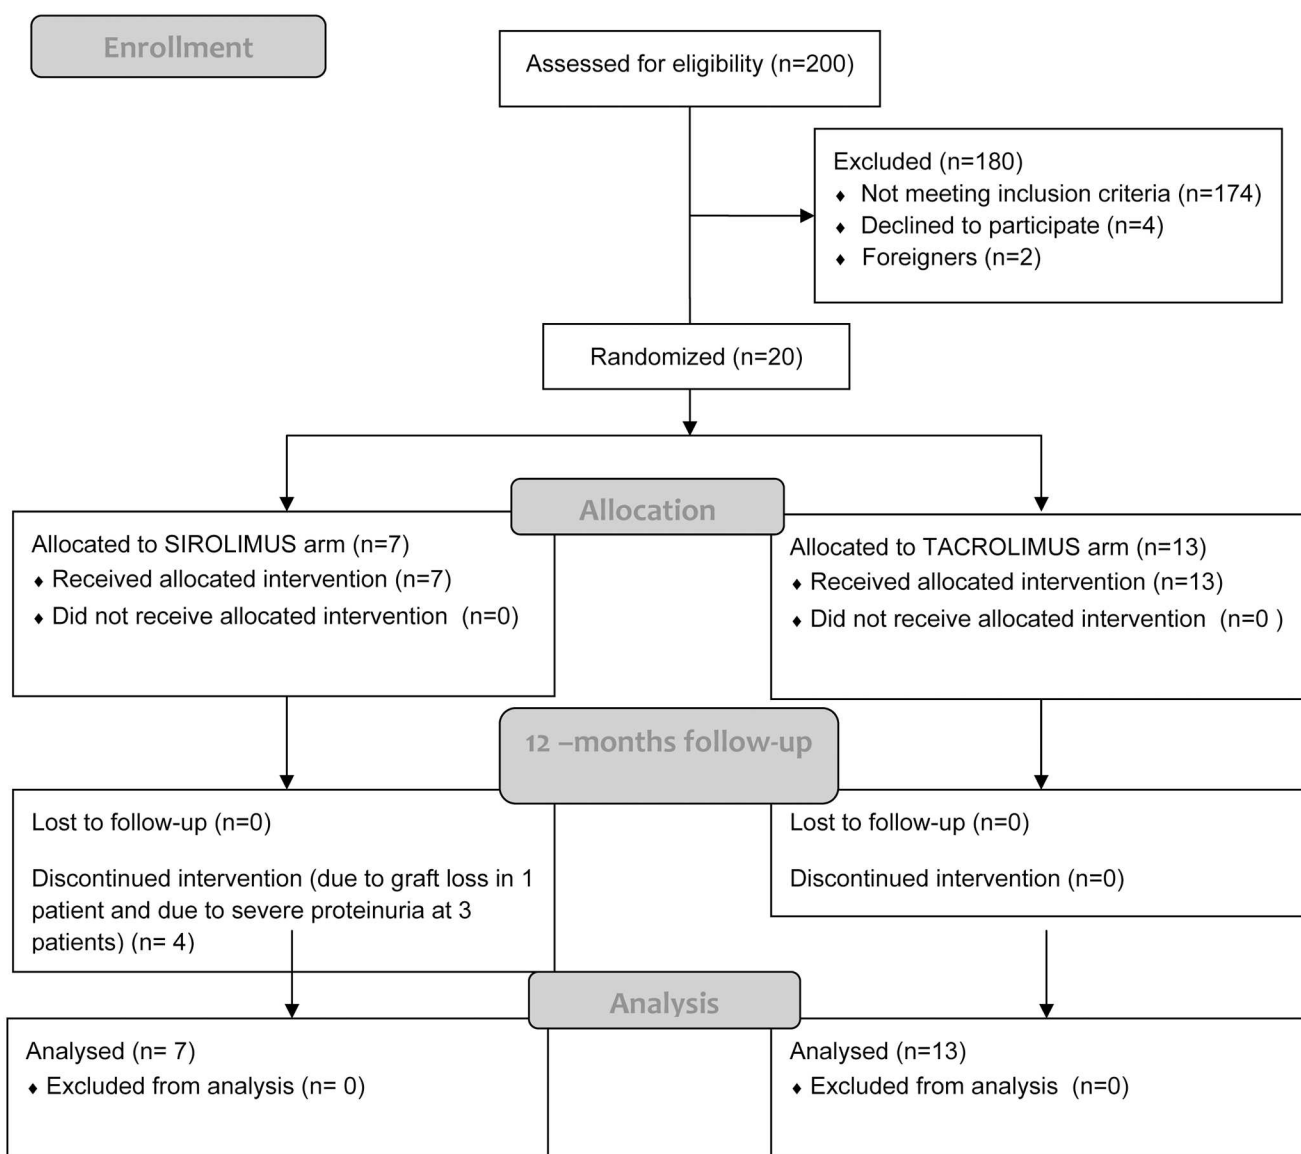 Enrollment
Assessed for eligibility (n=200)
Excluded (n=180)
♦ Not meeting inclusion criteria (n=174)
♦ Declined to participate (n=4)
♦ Foreigners (n=2)
Randomized (n=20)
Allocation
Allocated to SIROLIMUS arm (n=7)
♦ Received allocated intervention (n=7)
♦ Did not receive allocated intervention  (n=0)
Allocated to TACROLIMUS arm (n=13)
♦ Received allocated intervention (n=13)
♦ Did not receive allocated intervention  (n=0 )
12 –months follow-up
Lost to follow-up (n=0)
Discontinued intervention (due to graft loss in 1
patient and due to severe proteinuria at 3
patients) (n= 4)
Lost to follow-up (n=0)
Discontinued intervention (n=0)
Analysis
Analysed (n= 7)
♦ Excluded from analysis (n= 0)
Analysed (n=13)
♦ Excluded from analysis  (n=0)